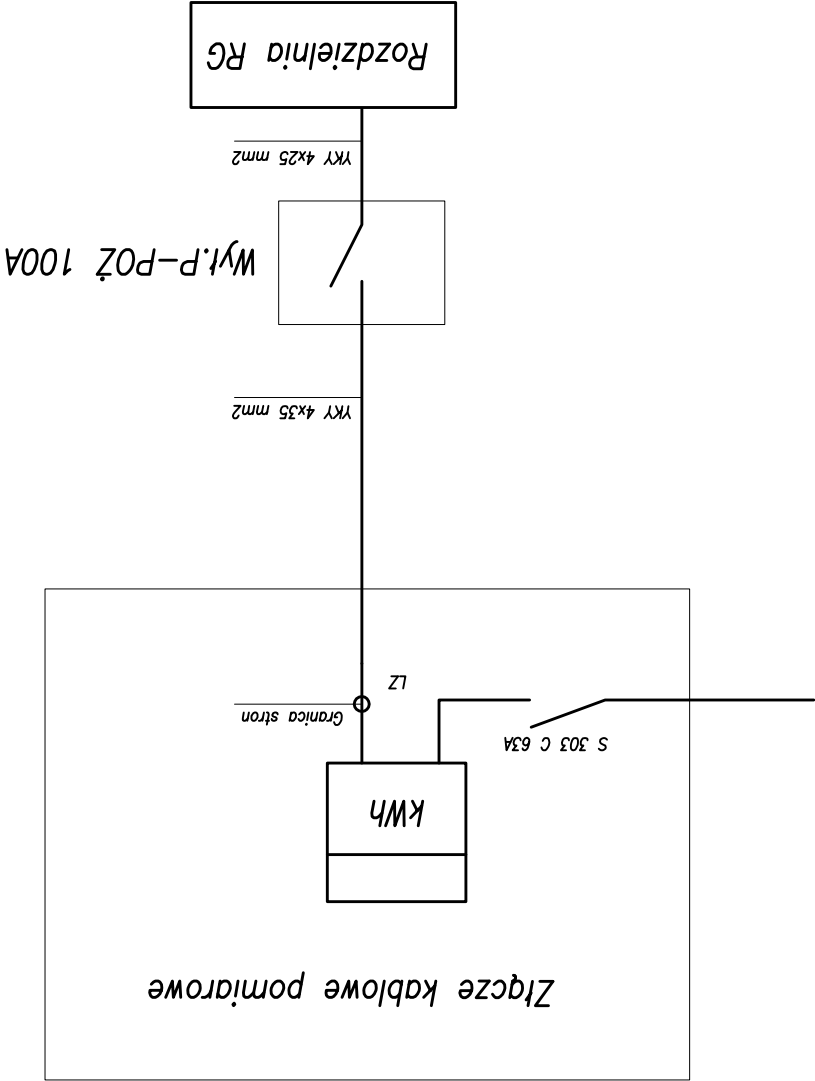 Złącze kablowe pomiarowe
kWh
S 303 C 63A
Granica stron
LZ
YKY 4x35 mm2
Wył.P-POŻ 100A
YKY 4x25 mm2
Rozdzielnia RG